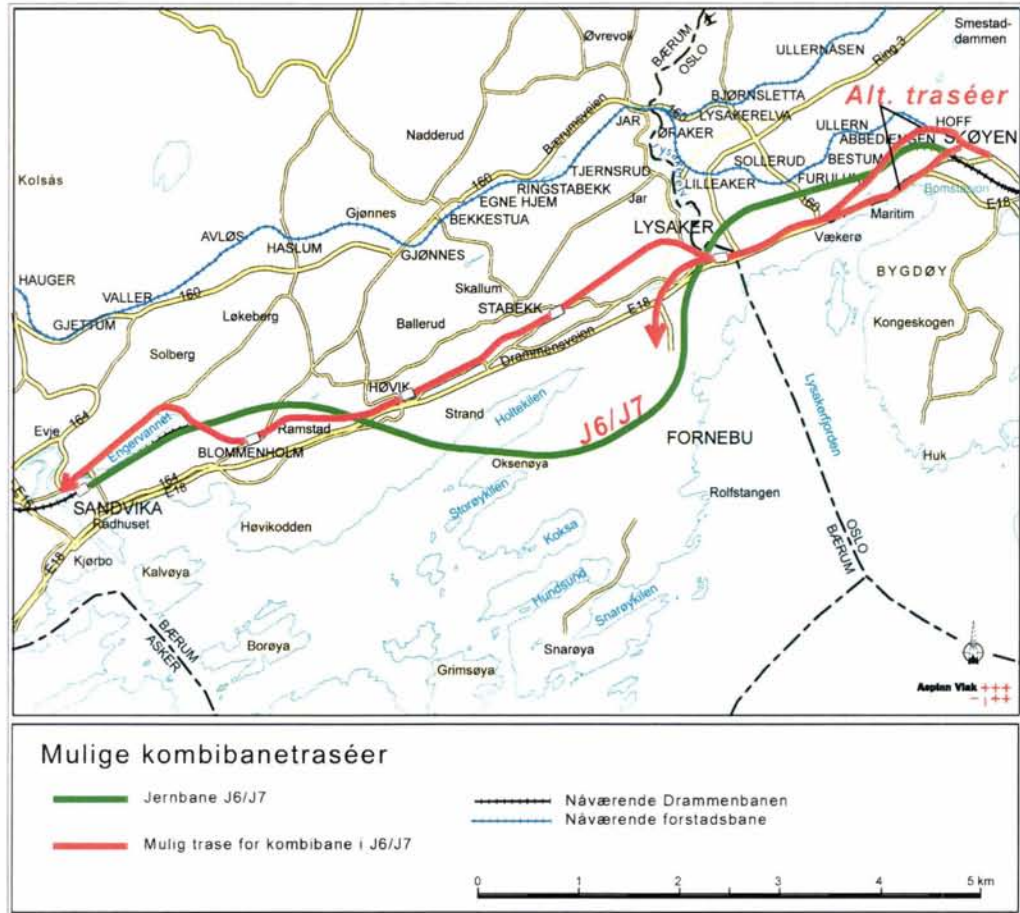 Øvrevoll
BÆRUM
OSLO
Smestad-
dammen
ULLERNÅSEN
Ring 3
BJØRNSLETTA
Alt. traséer
Nadderud
Bærumsveien
JAR
160
LYSAKERELVA
ULLERN
HOFF
ØRAKER
ABBEDIENGEN
SKØYEN
Kolsås
TJERNSRUD
SOLLERUD
BESTUM
160
RINGSTABEKK
LILLEAKER
FURULUND
Bomstasjon
EGNE HJEM
Jar
160
E18
Gjønnes
BEKKESTUA
Maritim
AVLØS
LYSAKER
Vækerø
HASLUM
GJØNNES
BYGDØY
HAUGER
Skallum
E18
VALLER
160
STABEKK
Kongeskogen
GJETTUM
Løkeberg
Ballerud
Drammensveien
Solberg
Lysakerfjorden
HØVIK
Strand
Holtekilen
J6/J7
164
Evje
Engervannet
Ramstad
FORNEBU
BLOMMENHOLM
Oksenøya
Huk
164
E18
E18
Storøykilen
Rolfstangen
SANDVIKA
Rådhuset
Høvikodden
Koksa
OSLO
BÆRUM
Kjørbo
E18
Kalvøya
Hundsund
Snarøykilen
BÆRUM
ASKER
Borøya
Snarøya
Grimsøya
Asplan Viak
Mulige kombibanetraséer
Jernbane J6/J7
Nåværende Drammenbanen
Nåværende forstadsbane
Mulig trase for kombibane i J6/J7
0 1 2 3 4 5 km